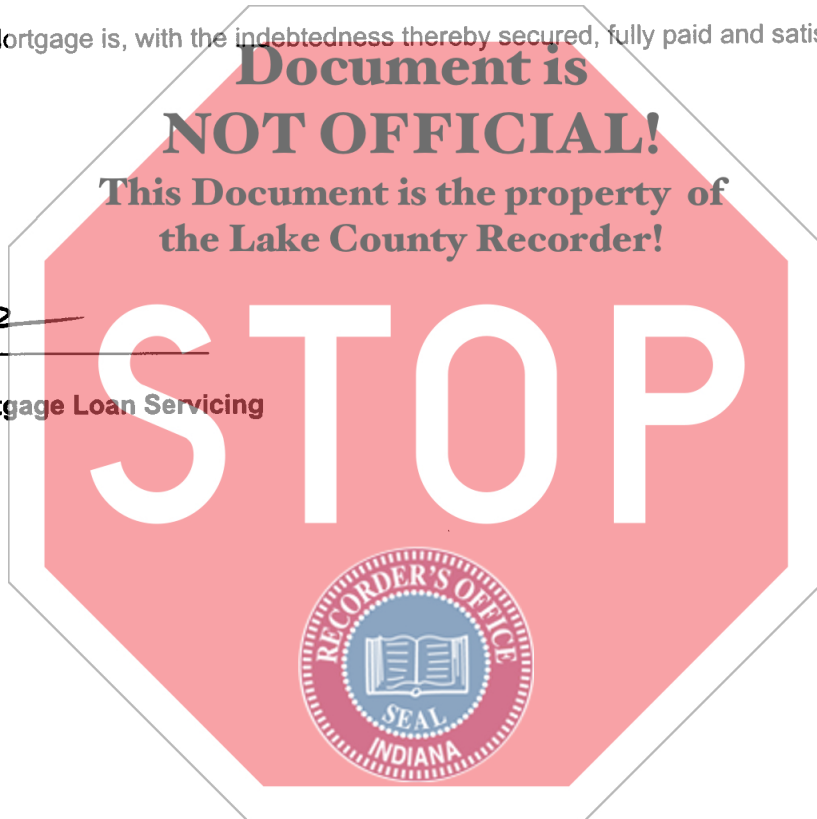 ortgage is, with the indebtedness thereby secured, fully paid and satis
Document is
NOT OFFICIAL!
This Document is the property of
the Lake County Recorder!
gage Loan Servicing
STOP
RECORDER'S OFFICE
SEAL
INDIANA